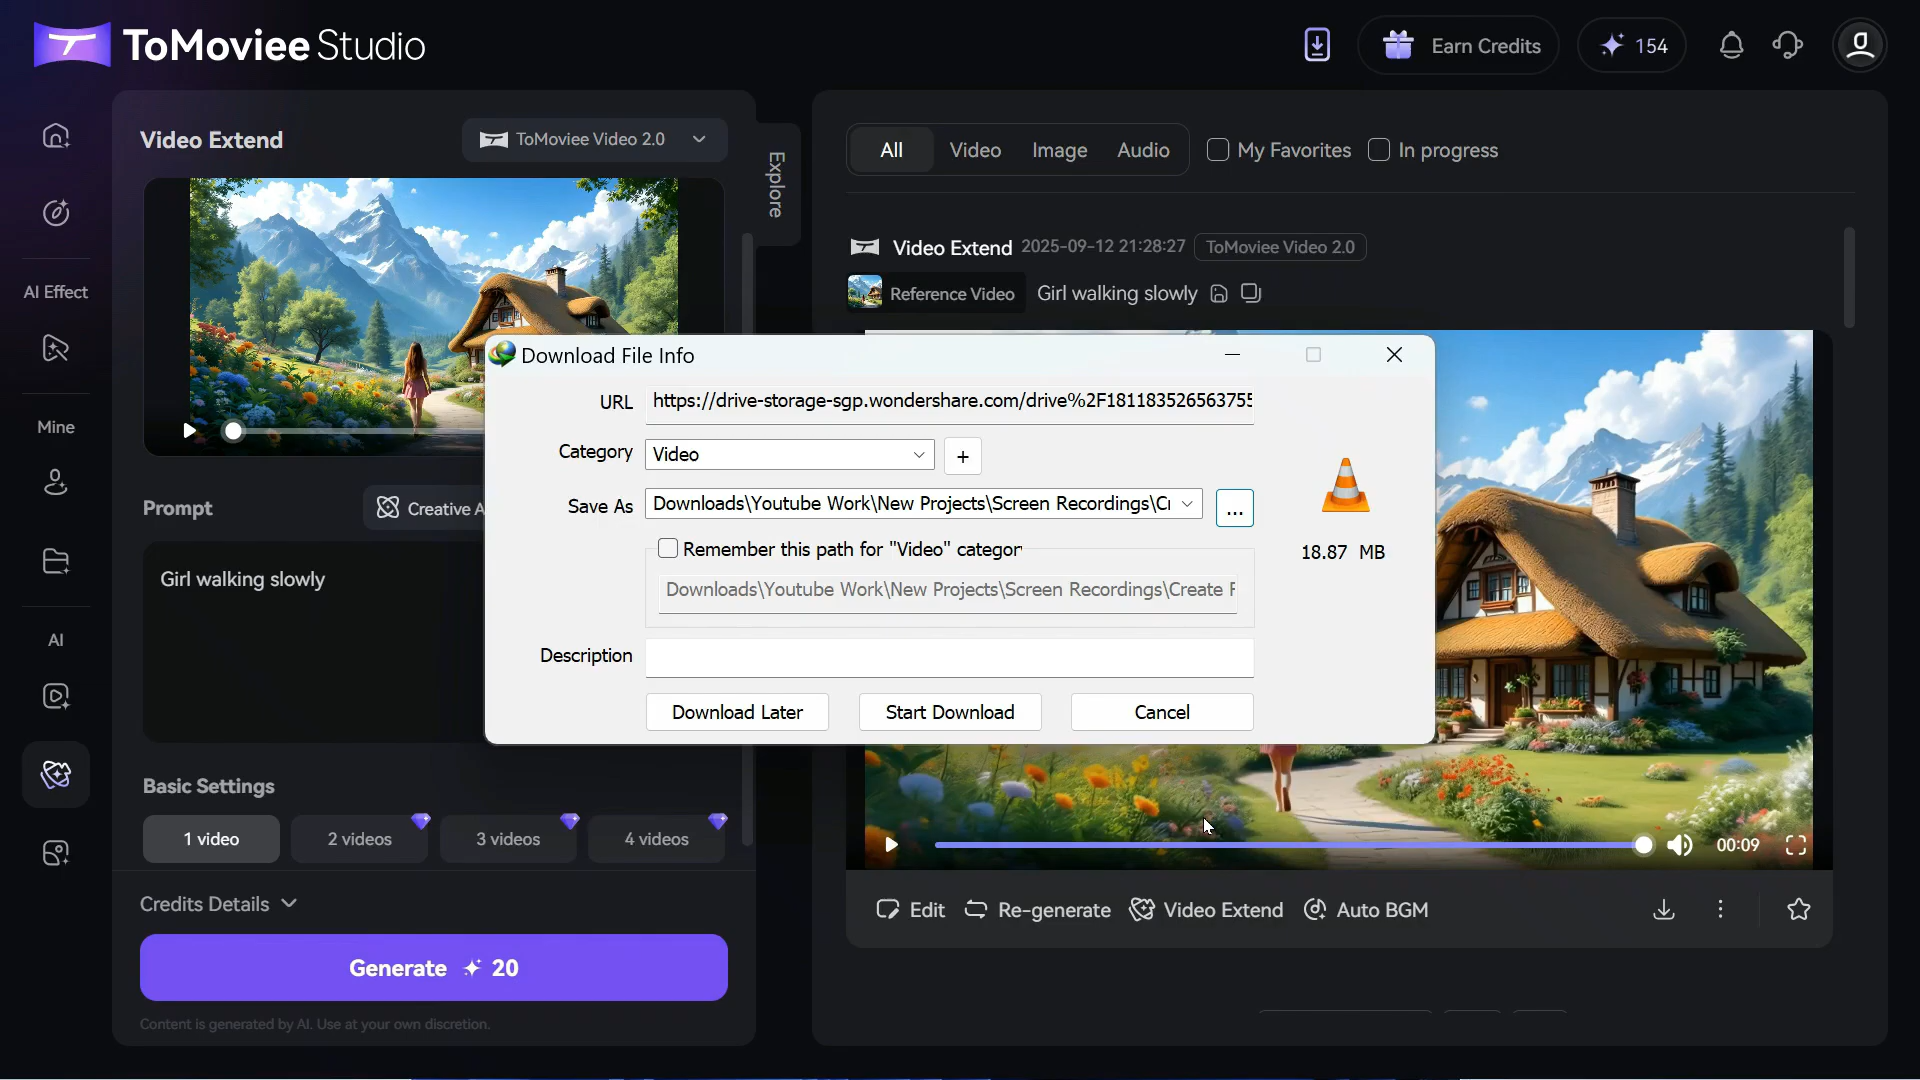 ToMoviee Studio
Earn Credits
154
AI Effect
Mine
AI
Video Extend
ToMoviee Video 2.0
Explore
Prompt
Creative A
Girl walking slowly
Basic Settings
1 video
2 videos
3 videos
4 videos
Credits Details
Generate 20
Content is generated by AI. Use at your own discretion.
All Video Image Audio
My Favorites
In progress
Video Extend 2025-09-12 21:28:27 ToMoviee Video 2.0
Reference Video Girl walking slowly
Download File Info
URL https://drive-storage-sgp.wondershare.com/drive%2F181183526563755
Category Video +
Save As Downloads\Youtube Work\New Projects\Screen Recordings\Cr ...
Remember this path for "Video" categor
Downloads\Youtube Work\New Projects\Screen Recordings\Create F
18.87 MB
Description
Download Later
Start Download
Cancel
00:09
Edit
Re-generate
Video Extend
Auto BGM